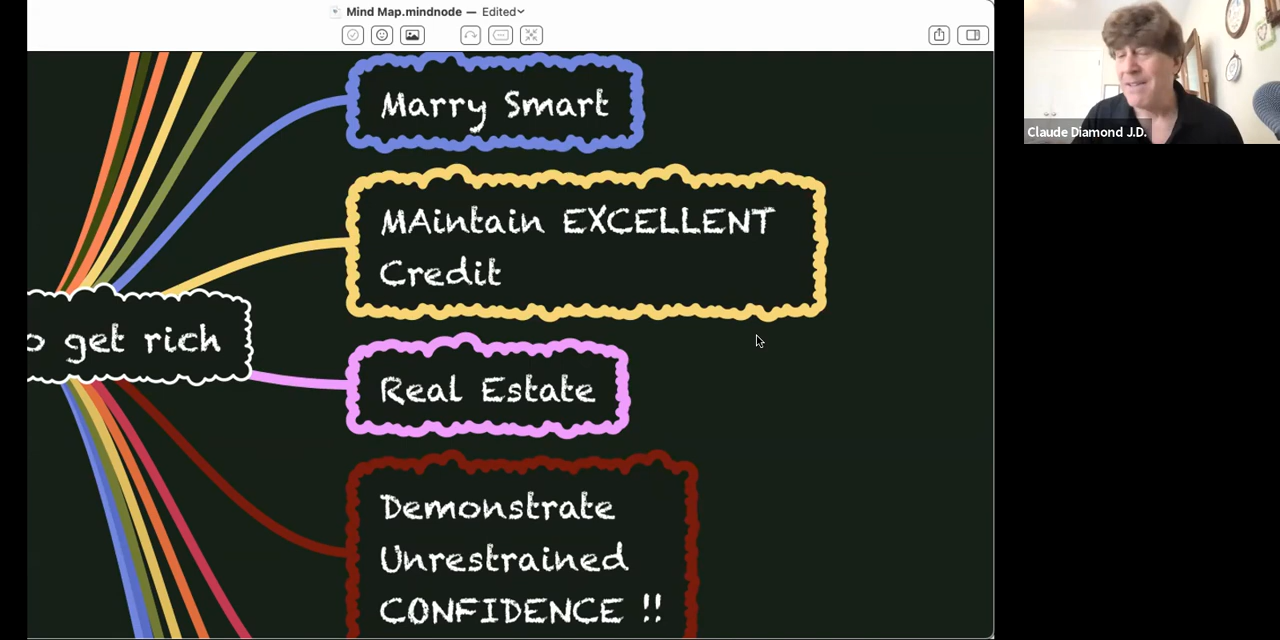 Mind Map.mindnode — Edited
Marry Smart
MAintain EXCELLENT
Credit
o get rich
Real Estate
Demonstrate
Unrestrained
CONFIDENCE !!
Claude Diamond J.D.